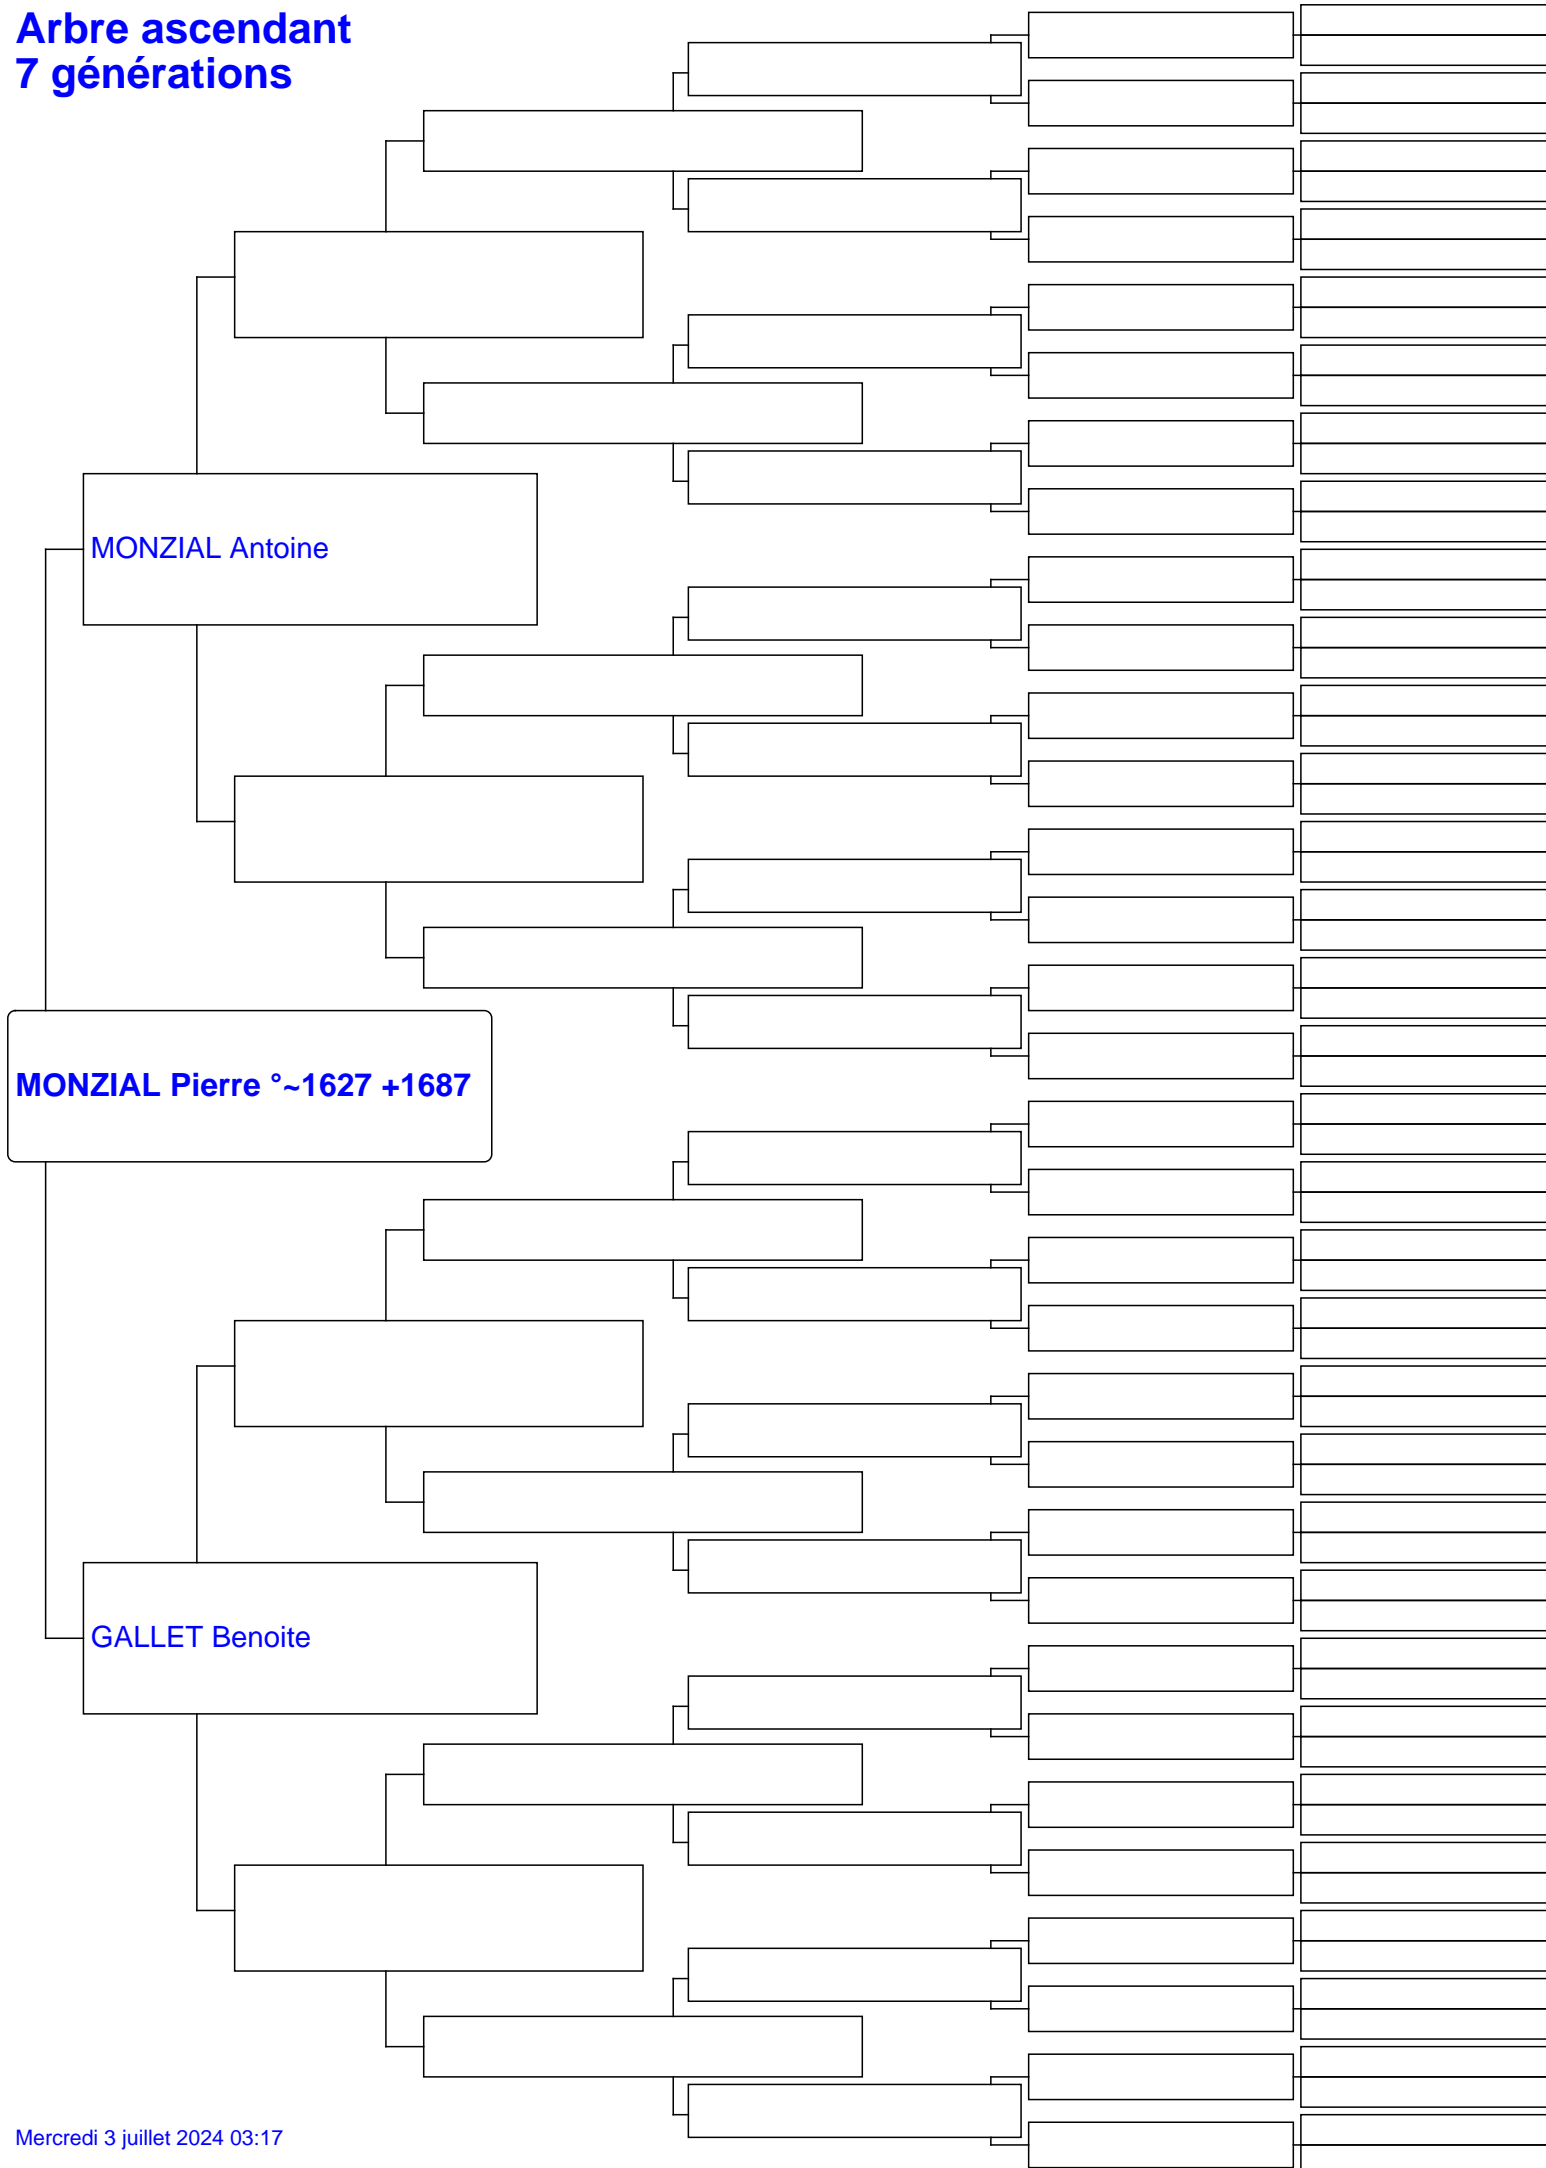 Arbre ascendant
7 générations
MONZIAL Antoine
MONZIAL Pierre °~1627 +1687
GALLET Benoite
Mercredi 3 juillet 2024 03:17